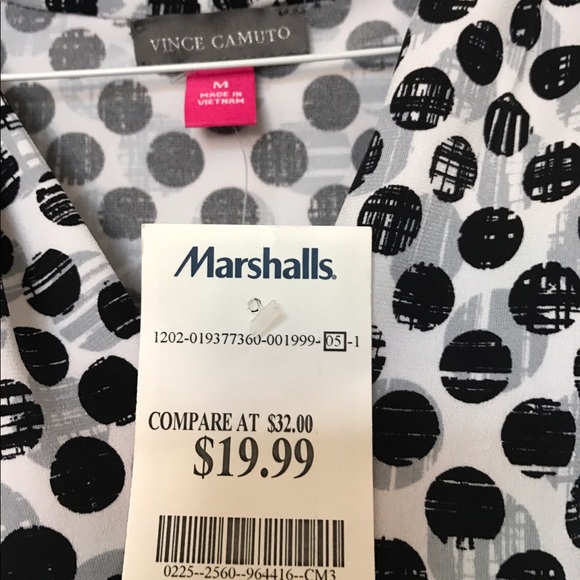 VINCE CAMUTO
M
MADE IN
VIETNAM
Marshalls.
1202-019377360-001999-05-1
COMPARE AT $32.00
$19.99
0225--2560--964416--CM3